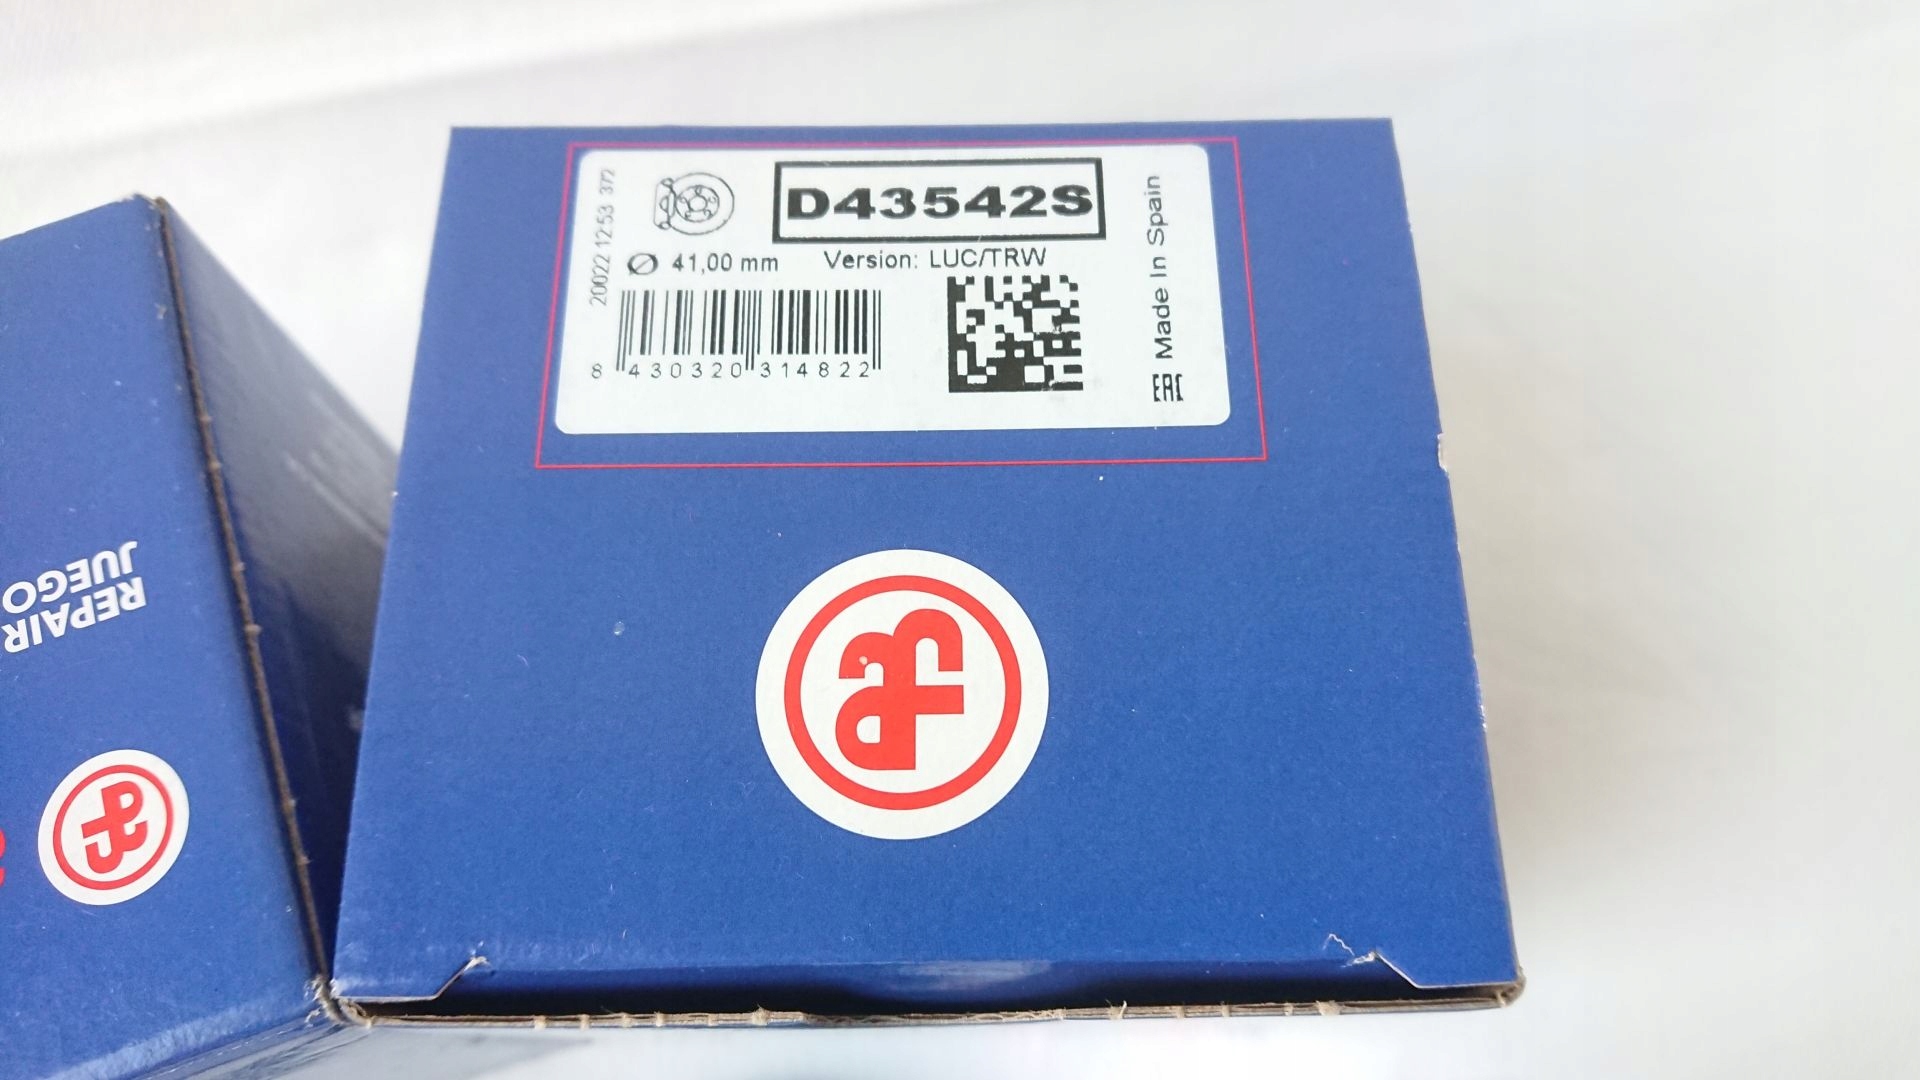 D43542S
20022 12:53 372
Ø 41,00 mm
Version: LUC/TRW
8 430320 314822
Made In Spain
EAC
REPAIR
JUEGO